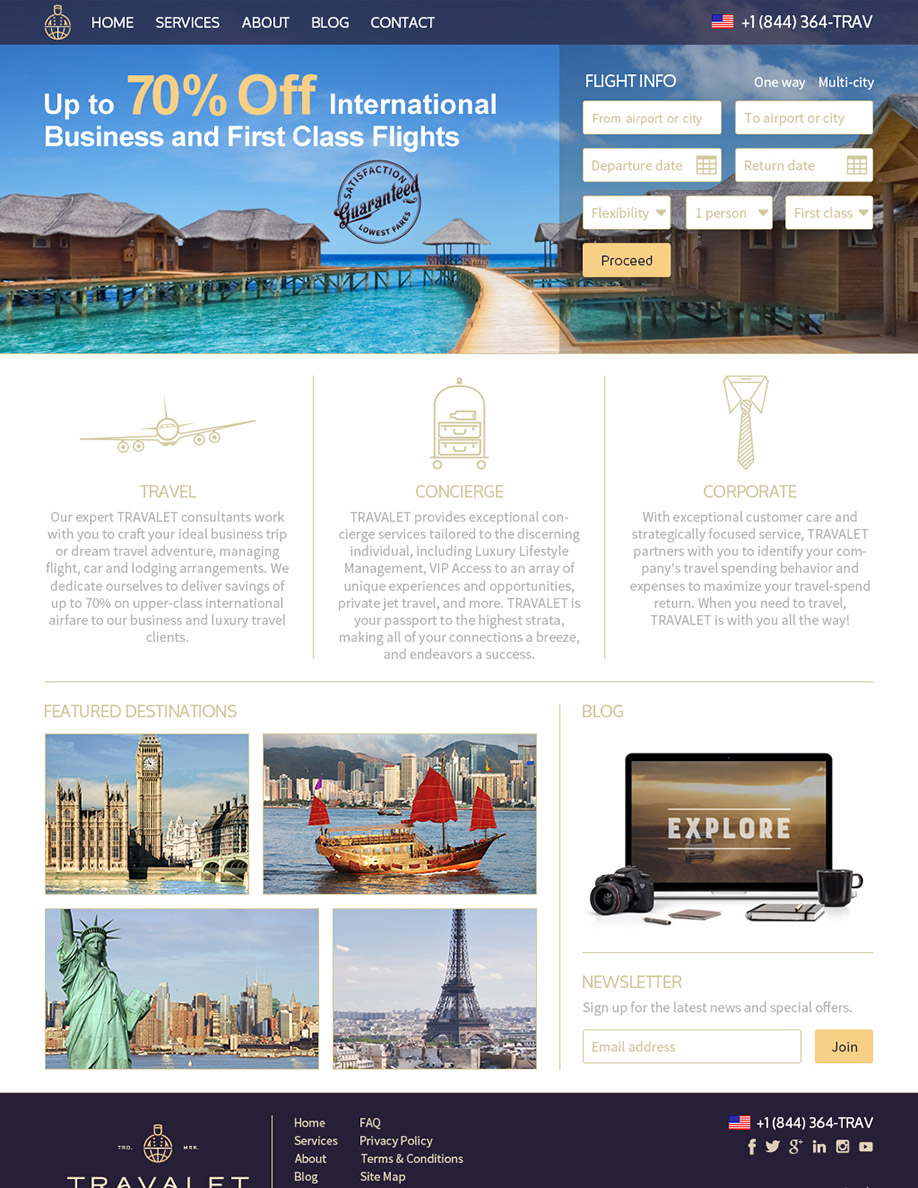 HOME SERVICES ABOUT BLOG CONTACT +1 (844) 364-TRAV
Up to 70% Off International
Business and First Class Flights
SATISFACTION
Guaranteed
LOWEST FARES
FLIGHT INFO One way Multi-city
From airport or city To airport or city
Departure date Return date
Flexibility 1 person First class
Proceed
TRAVEL
Our expert TRAVALET consultants work
with you to craft your ideal business trip
or dream travel adventure, managing
flight, car and lodging arrangements. We
dedicate ourselves to deliver savings of
up to 70% on upper-class international
airfare to our business and luxury travel
clients.
CONCIERGE
TRAVALET provides exceptional con-
cierge services tailored to the discerning
individual, including Luxury Lifestyle
Management, VIP Access to an array of
unique experiences and opportunities,
private jet travel, and more. TRAVALET is
your passport to the highest strata,
making all of your connections a breeze,
and endeavors a success.
CORPORATE
With exceptional customer care and
strategically focused service, TRAVALET
partners with you to identify your com-
pany's travel spending behavior and
expenses to maximize your travel-spend
return. When you need to travel,
TRAVALET is with you all the way!
FEATURED DESTINATIONS
BLOG
EXPLORE
NEWSLETTER
Sign up for the latest news and special offers.
Email address Join
TRD. MRK.
TRAVALET
Home
Services
About
Blog
FAQ
Privacy Policy
Terms & Conditions
Site Map
+1 (844) 364-TRAV